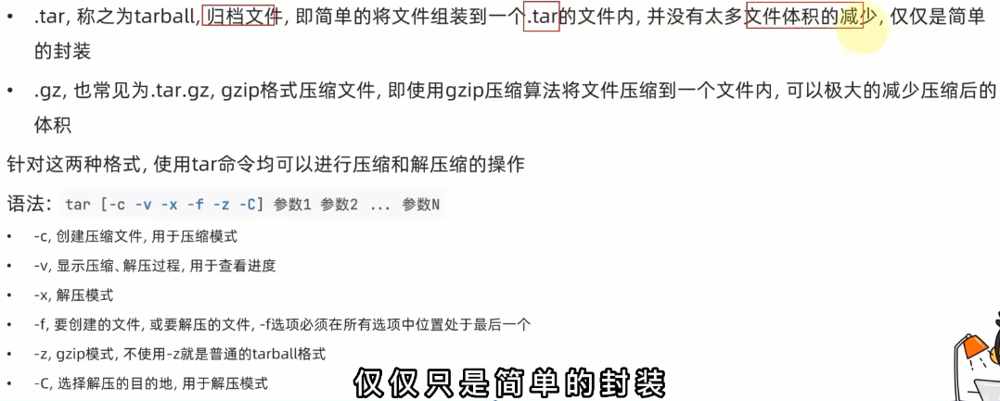 • .tar, 称之为tarball, 归档文件, 即简单的将文件组装到一个.tar的文件内, 并没有太多文件体积的减少, 仅仅是简单
的封装
• .gz, 也常见为.tar.gz, gzip格式压缩文件, 即使用gzip压缩算法将文件压缩到一个文件内, 可以极大的减少压缩后的
体积
针对这两种格式, 使用tar命令均可以进行压缩和解压缩的操作
语法: tar [-c -v -x -f -z -C] 参数1 参数2 ... 参数N
• -c, 创建压缩文件, 用于压缩模式
• -v, 显示压缩、解压过程, 用于查看进度
• -x, 解压模式
• -f, 要创建的文件, 或要解压的文件, -f选项必须在所有选项中位置处于最后一个
• -z, gzip模式, 不使用-z就是普通的tarball格式
• -C, 选择解压的目的地, 用于解压模式
仅仅只是简单的封装